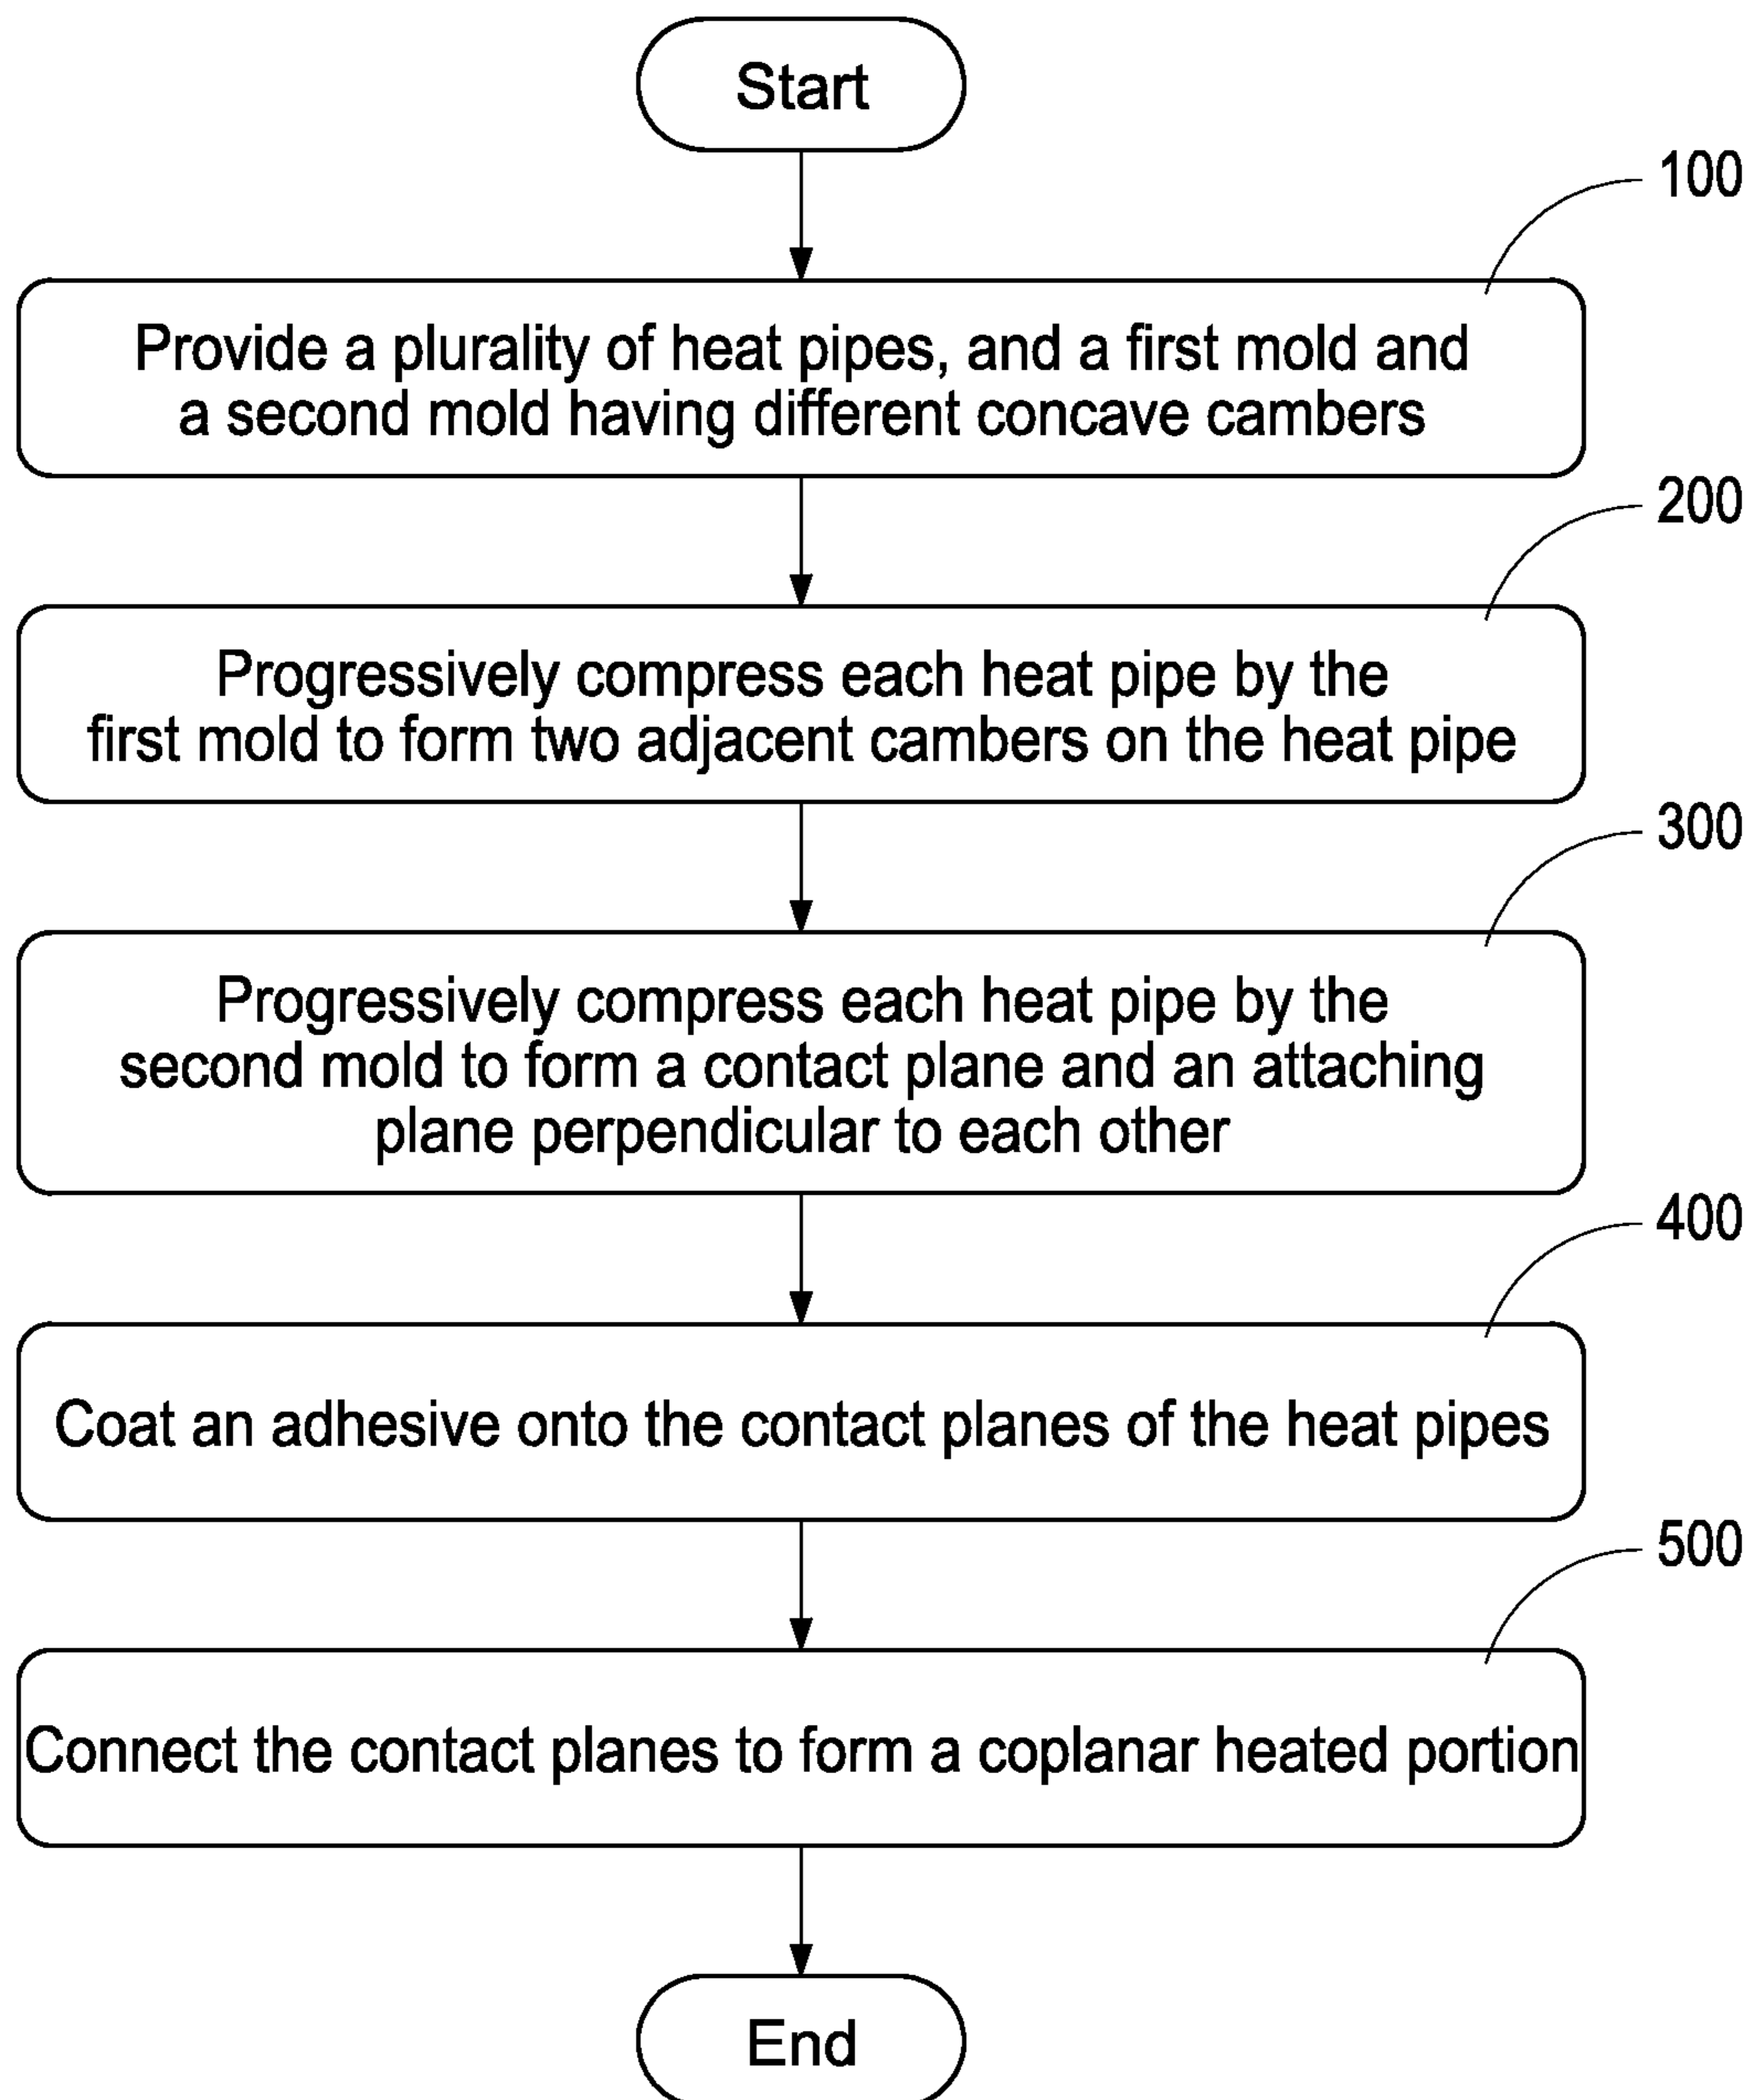 Start
100
Provide a plurality of heat pipes, and a first mold and
a second mold having different concave cambers
200
Progressively compress each heat pipe by the
first mold to form two adjacent cambers on the heat pipe
300
Progressively compress each heat pipe by the
second mold to form a contact plane and an attaching
plane perpendicular to each other
400
Coat an adhesive onto the contact planes of the heat pipes
500
Connect the contact planes to form a coplanar heated portion
End